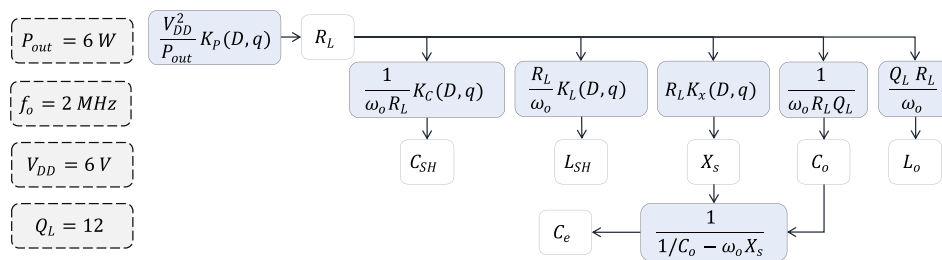 P_out = 6 W
f_o = 2 MHz
V_DD = 6 V
Q_L = 12
V_DD^2 / P_out K_P(D, q)
R_L
1 / ω_o R_L K_C(D, q)
R_L / ω_o K_L(D, q)
R_L K_x(D, q)
1 / ω_o R_L Q_L
Q_L R_L / ω_o
C_SH
L_SH
X_s
C_o
L_o
C_e
1 / 1/C_o − ω_o X_s